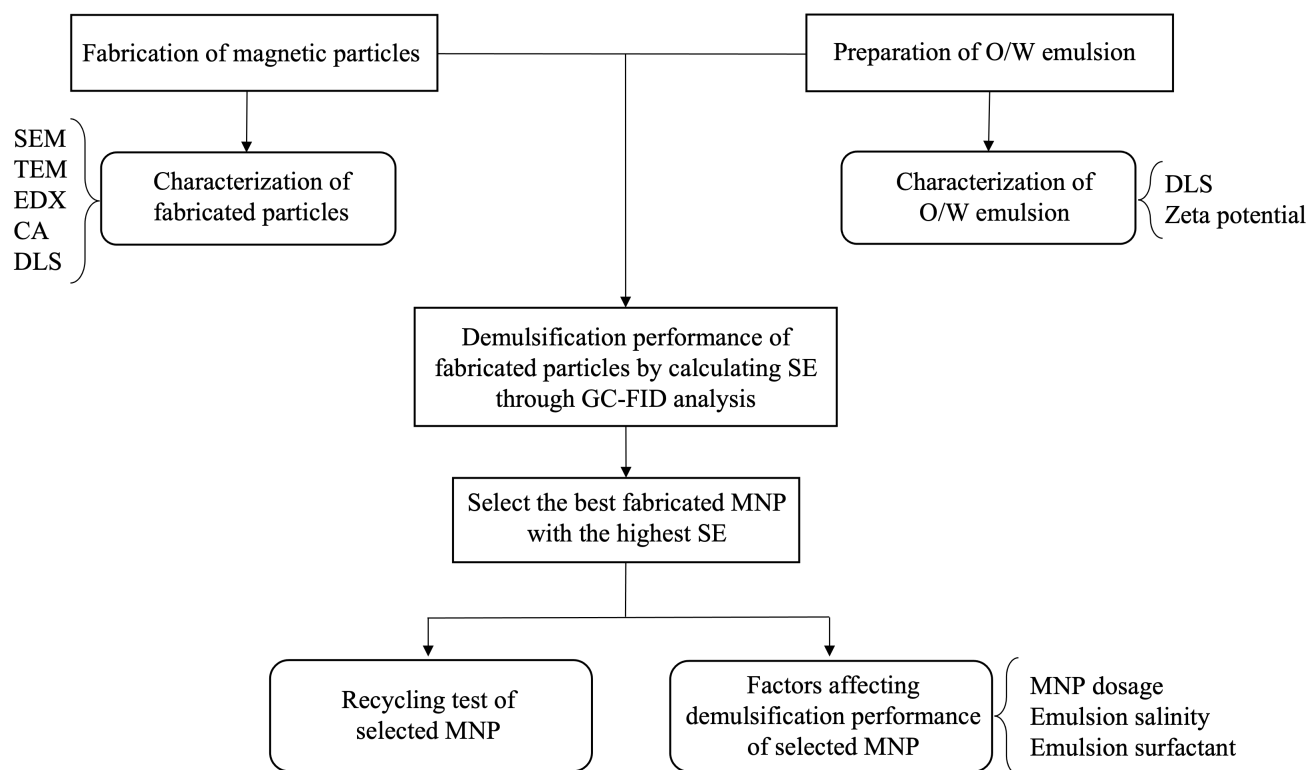 Fabrication of magnetic particles
Preparation of O/W emulsion
SEM
TEM
EDX
CA
DLS
Characterization of
fabricated particles
Characterization of
O/W emulsion
DLS
Zeta potential
Demulsification performance of
fabricated particles by calculating SE
through GC-FID analysis
Select the best fabricated MNP
with the highest SE
Recycling test of
selected MNP
Factors affecting
demulsification performance
of selected MNP
MNP dosage
Emulsion salinity
Emulsion surfactant